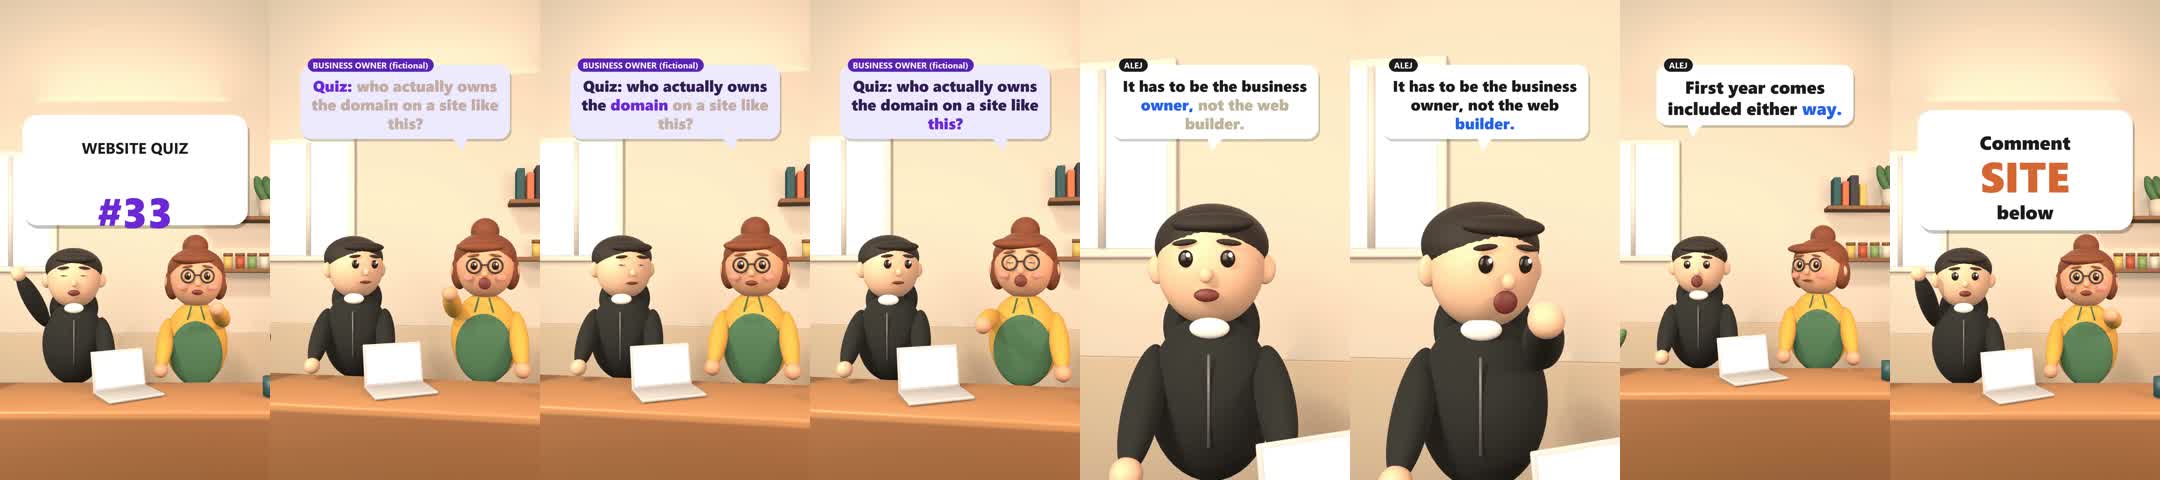 WEBSITE QUIZ
#33
BUSINESS OWNER (fictional)
Quiz: who actually owns
the domain on a site like
this?
BUSINESS OWNER (fictional)
Quiz: who actually owns
the domain on a site like
this?
BUSINESS OWNER (fictional)
Quiz: who actually owns
the domain on a site like
this?
ALEJ
It has to be the business
owner, not the web
builder.
ALEJ
It has to be the business
owner, not the web
builder.
ALEJ
First year comes
included either way.
Comment
SITE
below